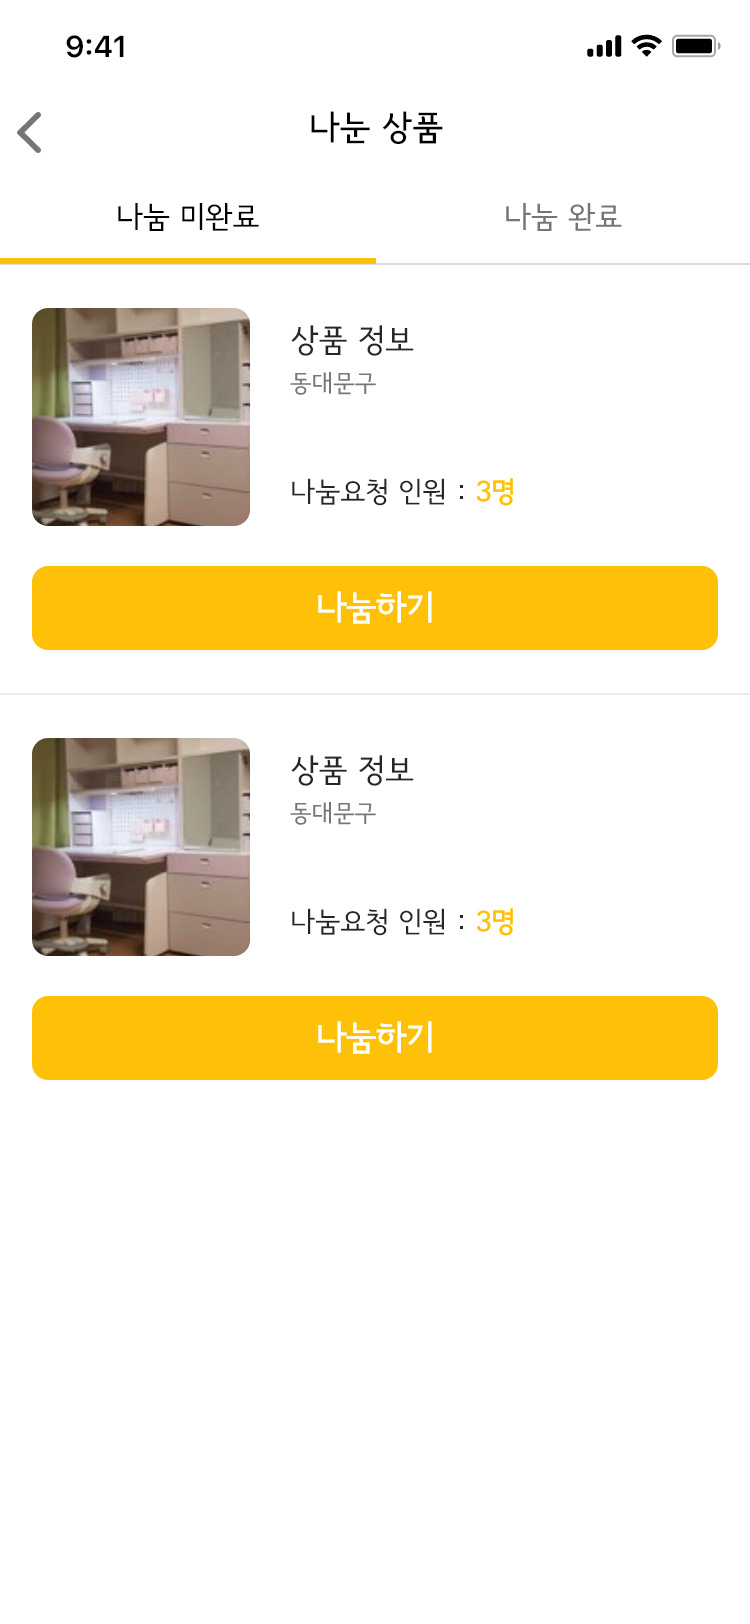 9:41
나눈 상품
나눔 미완료
나눔 완료
상품 정보
동대문구
나눔요청 인원 : 3명
나눔하기
상품 정보
동대문구
나눔요청 인원 : 3명
나눔하기